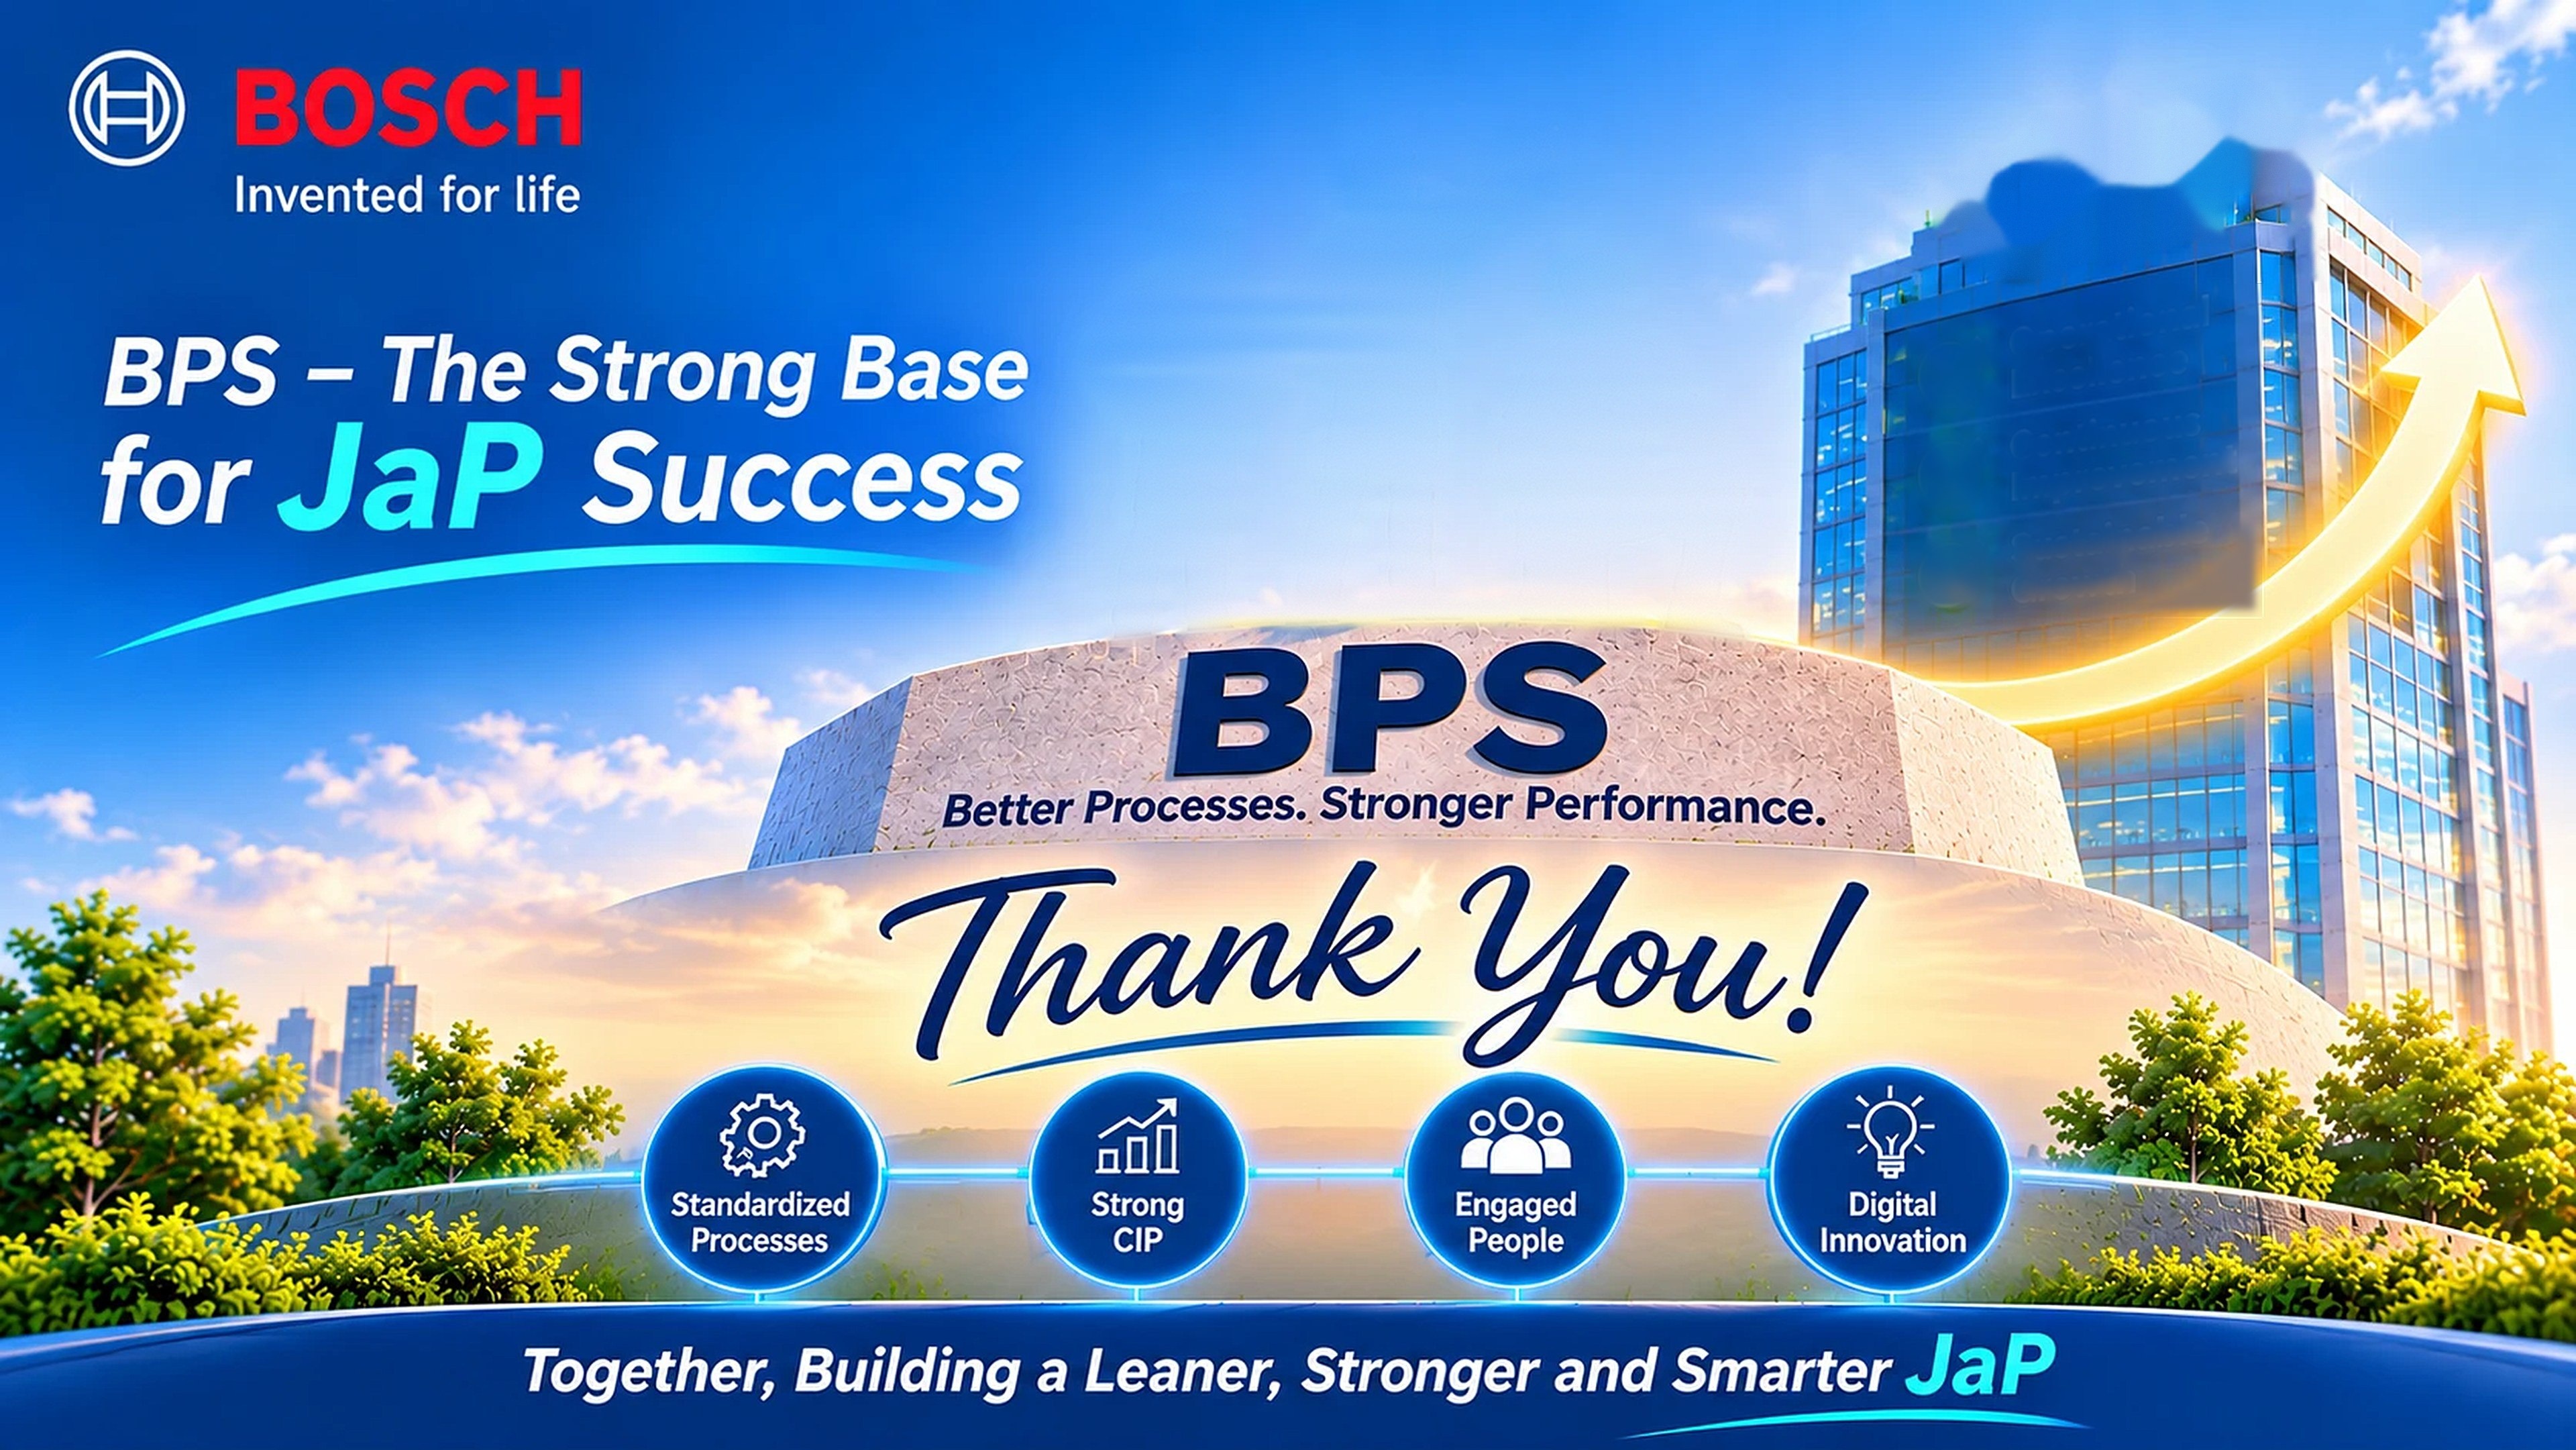 BOSCH
Invented for life
BPS – The Strong Base
for JaP Success
BPS
Better Processes. Stronger Performance.
Thank You!
Standardized
Processes
Strong
CIP
Engaged
People
Digital
Innovation
Together, Building a Leaner, Stronger and Smarter JaP